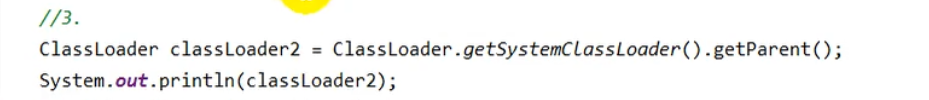 //3.
ClassLoader classLoader2 = ClassLoader.getSystemClassLoader().getParent();
System.out.println(classLoader2);